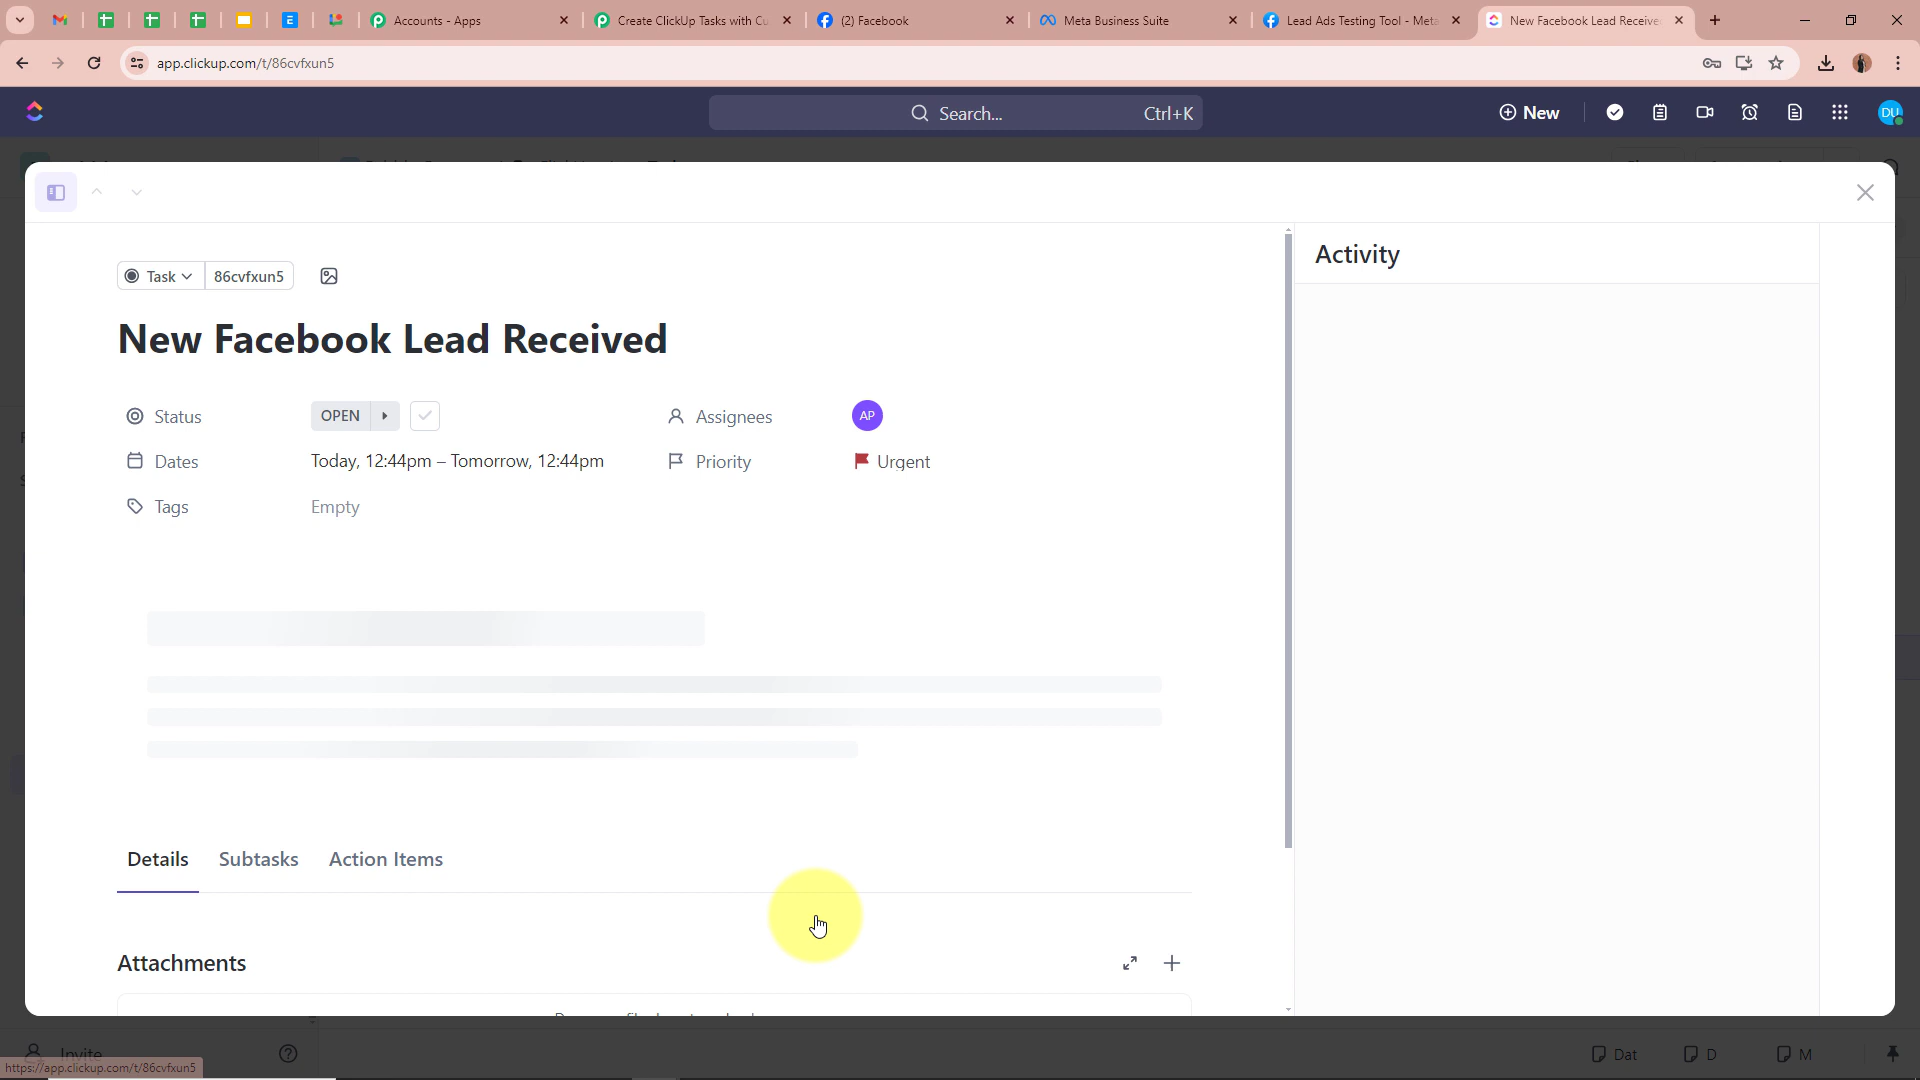 Accounts - Apps
Create ClickUp Tasks with Cu
(2) Facebook
Meta Business Suite
Lead Ads Testing Tool - Meta
New Facebook Lead Receive
app.clickup.com/t/86cvfxun5
Search...
Ctrl+K
New
DU
Task
86cvfxun5
New Facebook Lead Received
Activity
Status
OPEN
Assignees
AP
Dates
Today, 12:44pm – Tomorrow, 12:44pm
Priority
Urgent
Tags
Empty
Details
Subtasks
Action Items
Attachments
Invite
Dat
D
M
https://app.clickup.com/t/86cvfxun5